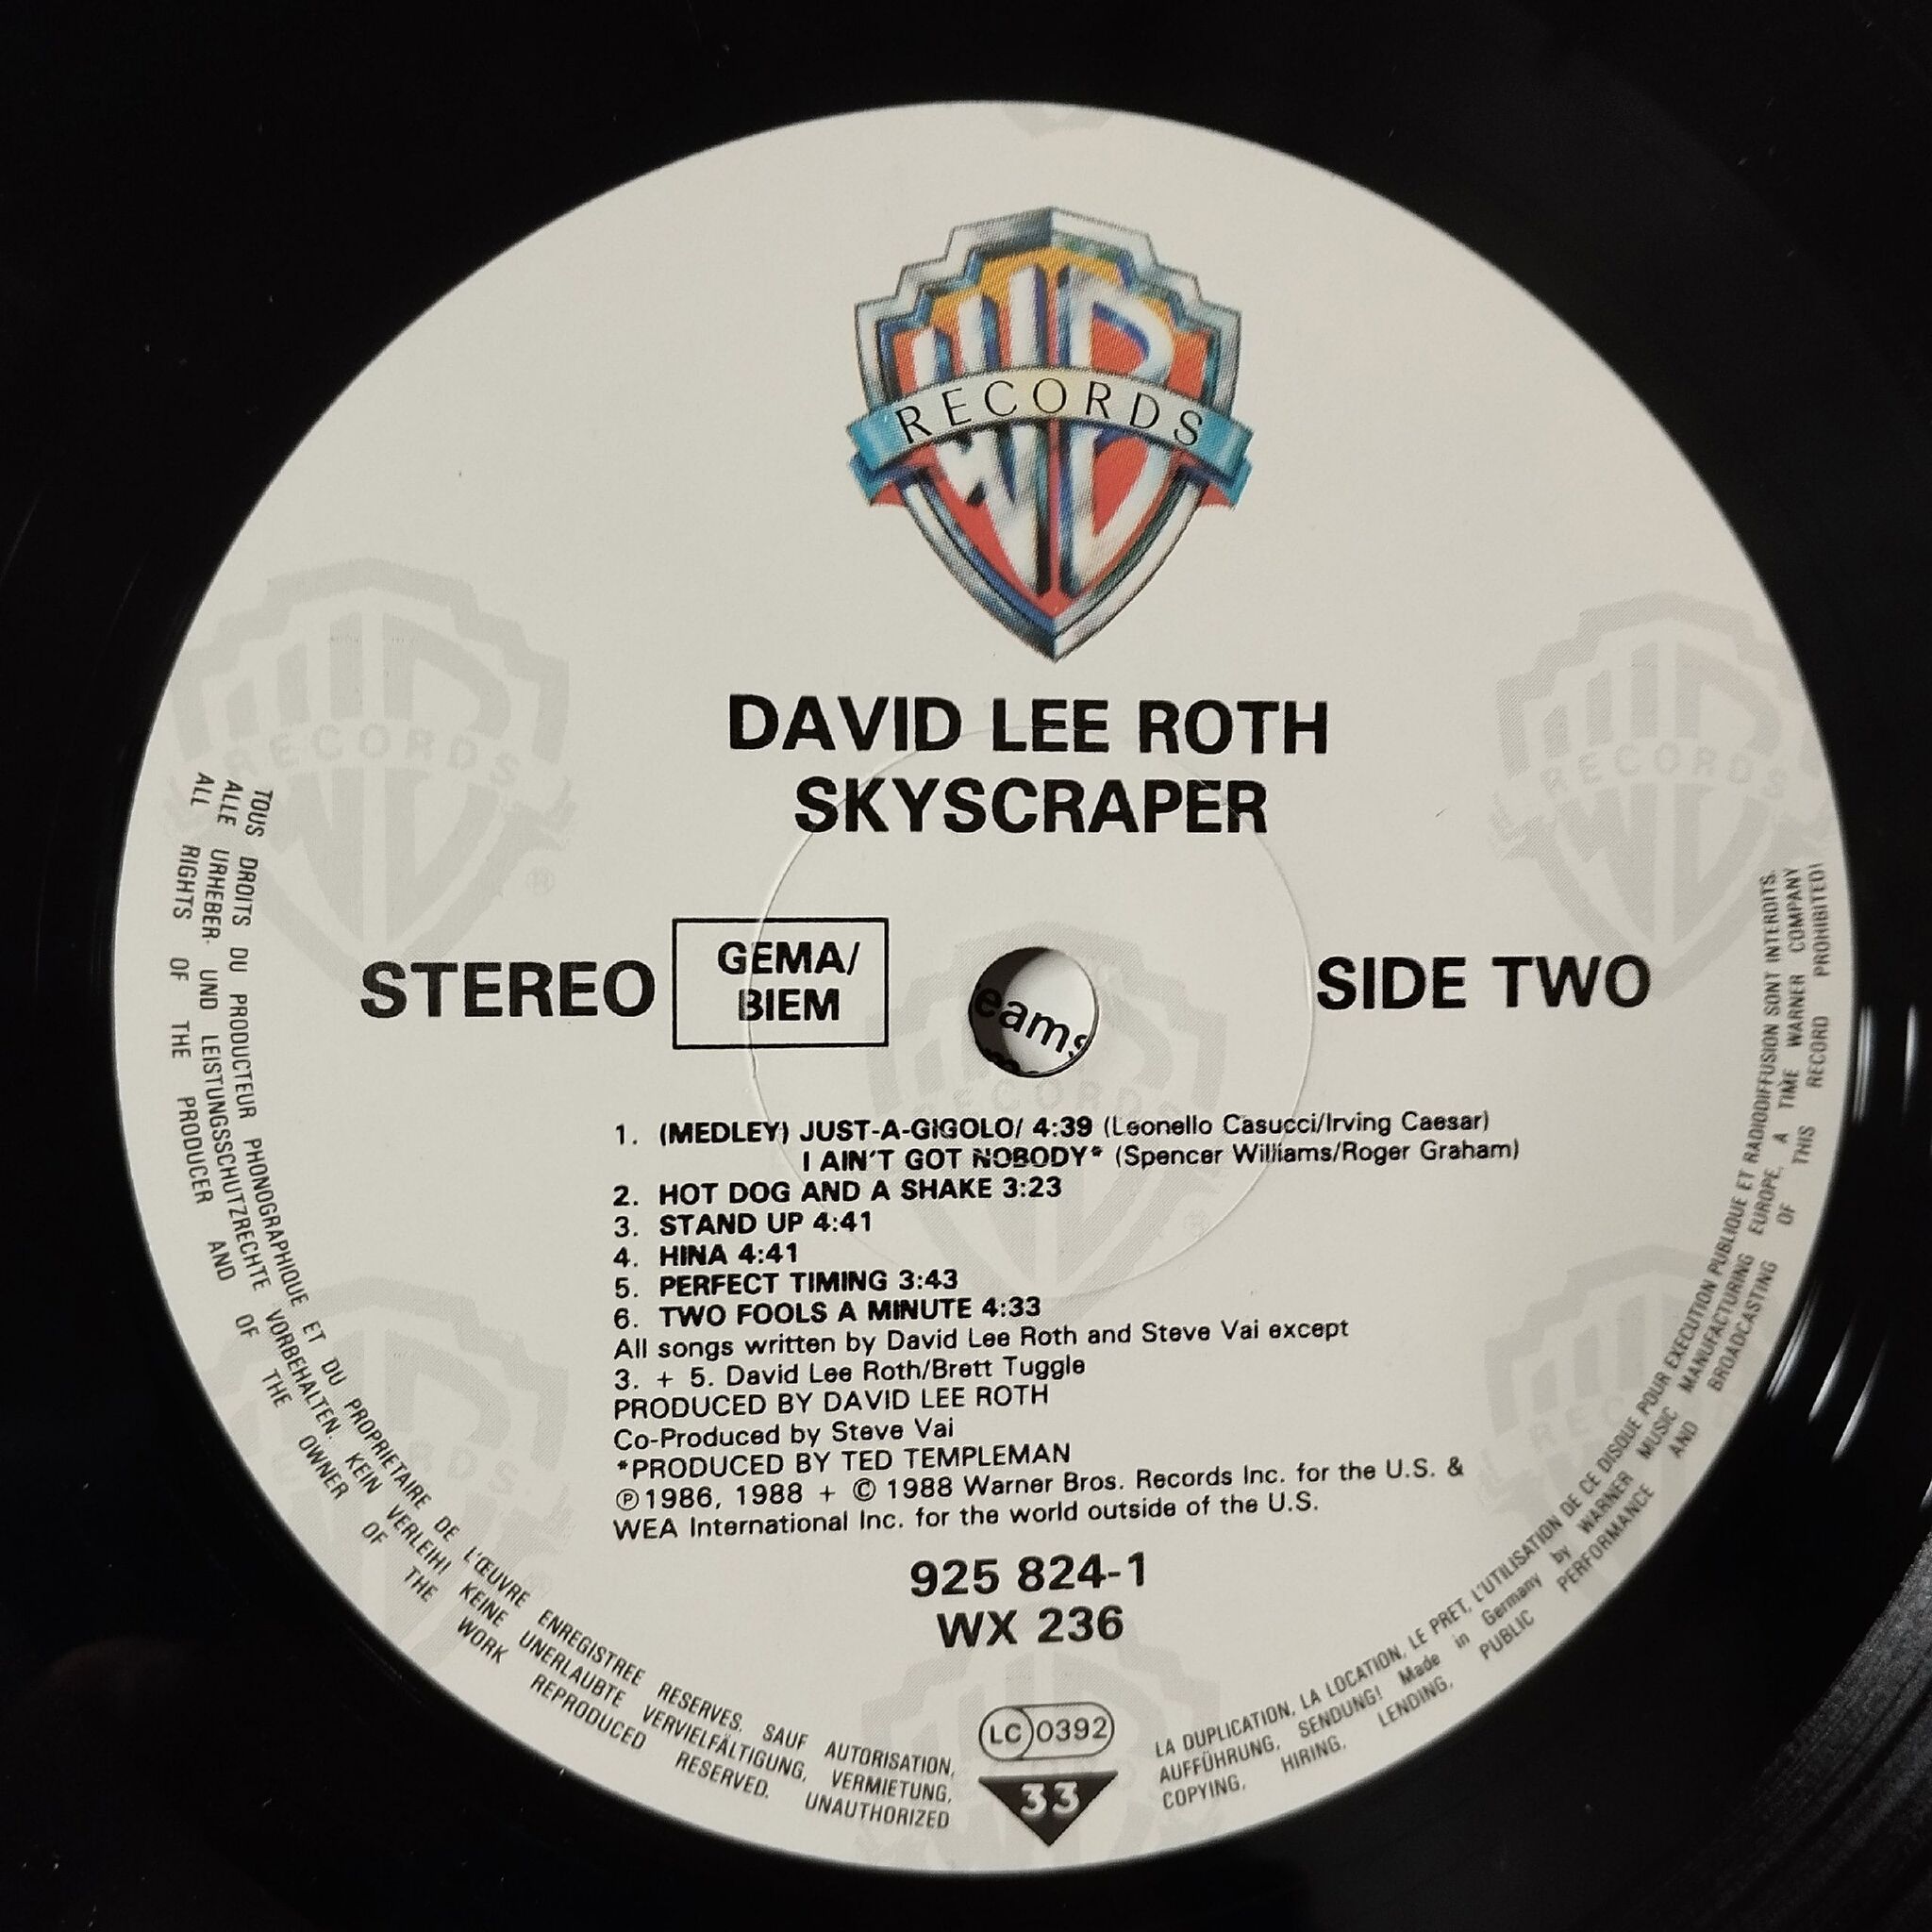 WB
RECORDS
DAVID LEE ROTH
SKYSCRAPER
STEREO
GEMA/
BIEM
eams
SIDE TWO
1. (MEDLEY) JUST-A-GIGOLO/ 4:39 (Leonello Casucci/Irving Caesar)
I AIN'T GOT NOBODY* (Spencer Williams/Roger Graham)
2. HOT DOG AND A SHAKE 3:23
3. STAND UP 4:41
4. HINA 4:41
5. PERFECT TIMING 3:43
6. TWO FOOLS A MINUTE 4:33
All songs written by David Lee Roth and Steve Vai except
3. + 5. David Lee Roth/Brett Tuggle
PRODUCED BY DAVID LEE ROTH
Co-Produced by Steve Vai
*PRODUCED BY TED TEMPLEMAN
℗1986, 1988 + © 1988 Warner Bros. Records Inc. for the U.S. &
WEA International Inc. for the world outside of the U.S.
925 824-1
WX 236
LC 0392
33
TOUS DROITS DU PRODUCTEUR PHONOGRAPHIQUE ET DU PROPRIETAIRE DE L'ŒUVRE ENREGISTREE RESERVES. SAUF AUTORISATION, LA DUPLICATION, LA LOCATION, LE PRET, L'UTILISATION DE CE DISQUE POUR EXECUTION PUBLIQUE ET RADIODIFFUSION SONT INTERDITS.
ALLE URHEBER- UND LEISTUNGSSCHUTZRECHTE VORBEHALTEN. KEIN VERLEIH! KEINE UNERLAUBTE VERVIELFÄLTIGUNG, VERMIETUNG, AUFFÜHRUNG, SENDUNG! Made in Germany by WARNER MUSIC MANUFACTURING EUROPE, A TIME WARNER COMPANY
ALL RIGHTS OF THE PRODUCER AND OF THE OWNER OF THE WORK REPRODUCED RESERVED. UNAUTHORIZED COPYING, HIRING, LENDING, PUBLIC PERFORMANCE AND BROADCASTING OF THIS RECORD PROHIBITED!